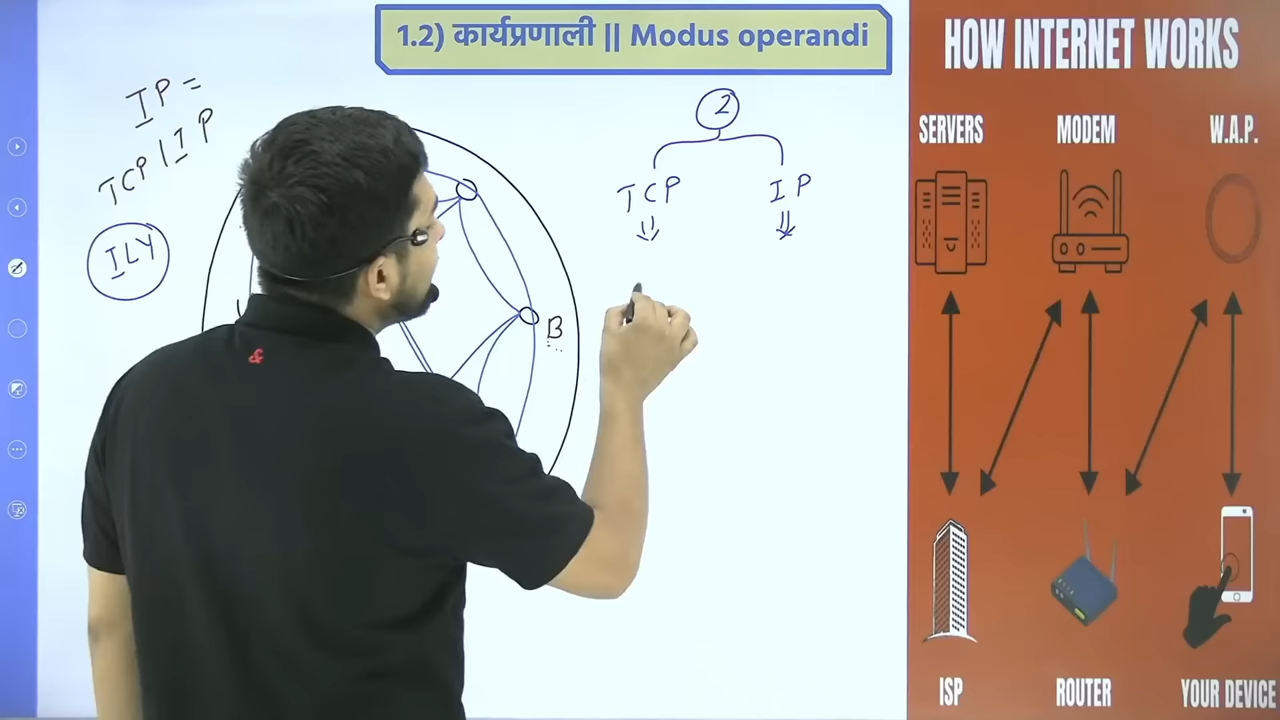 1.2) कार्यप्रणाली || Modus operandi
IP =
TCP / IP
ILY
B
2
TCP IP
&
HOW INTERNET WORKS
SERVERS MODEM W.A.P.
ISP ROUTER YOUR DEVICE